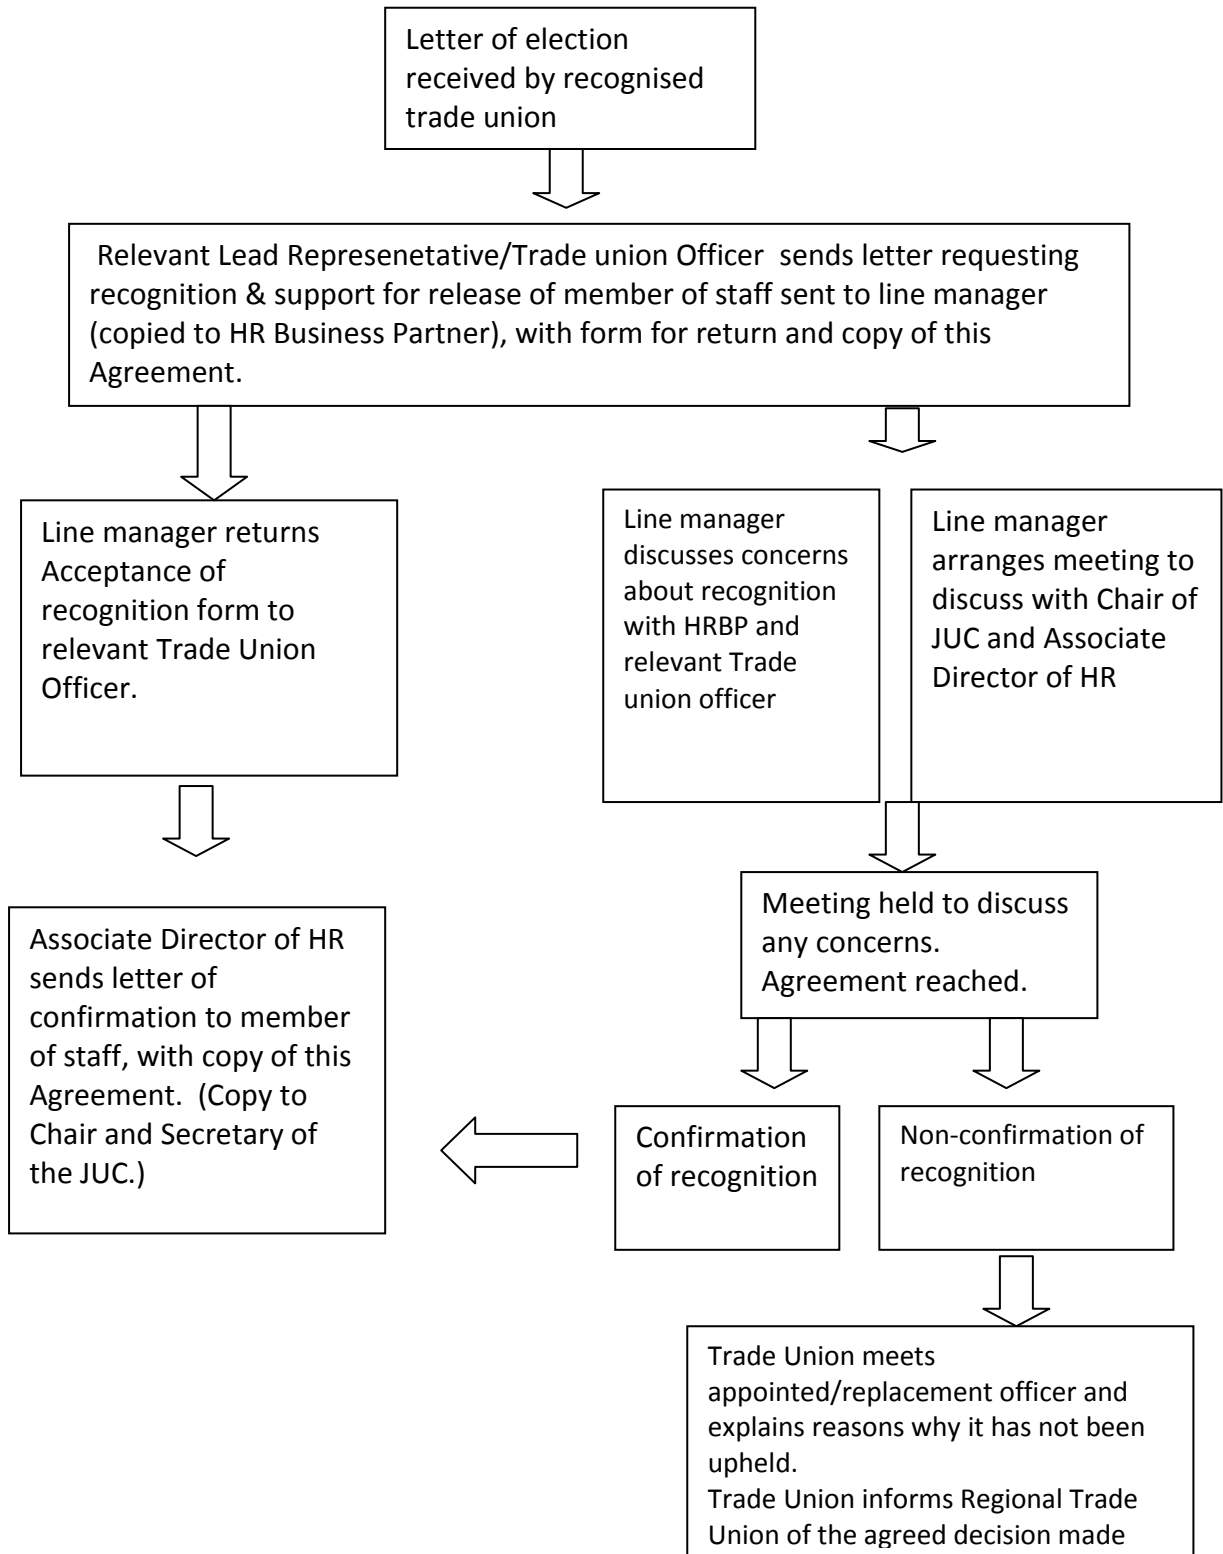 Letter of election
received by recognised
trade union
Relevant Lead Represenetative/Trade union Officer sends letter requesting
recognition & support for release of member of staff sent to line manager
(copied to HR Business Partner), with form for return and copy of this
Agreement.
Line manager returns
Acceptance of
recognition form to
relevant Trade Union
Officer.
Line manager
discusses concerns
about recognition
with HRBP and
relevant Trade
union officer
Line manager
arranges meeting to
discuss with Chair of
JUC and Associate
Director of HR
Meeting held to discuss
any concerns.
Agreement reached.
Associate Director of HR
sends letter of
confirmation to member
of staff, with copy of this
Agreement. (Copy to
Chair and Secretary of
the JUC.)
Confirmation
of recognition
Non-confirmation of
recognition
Trade Union meets
appointed/replacement officer and
explains reasons why it has not been
upheld.
Trade Union informs Regional Trade
Union of the agreed decision made